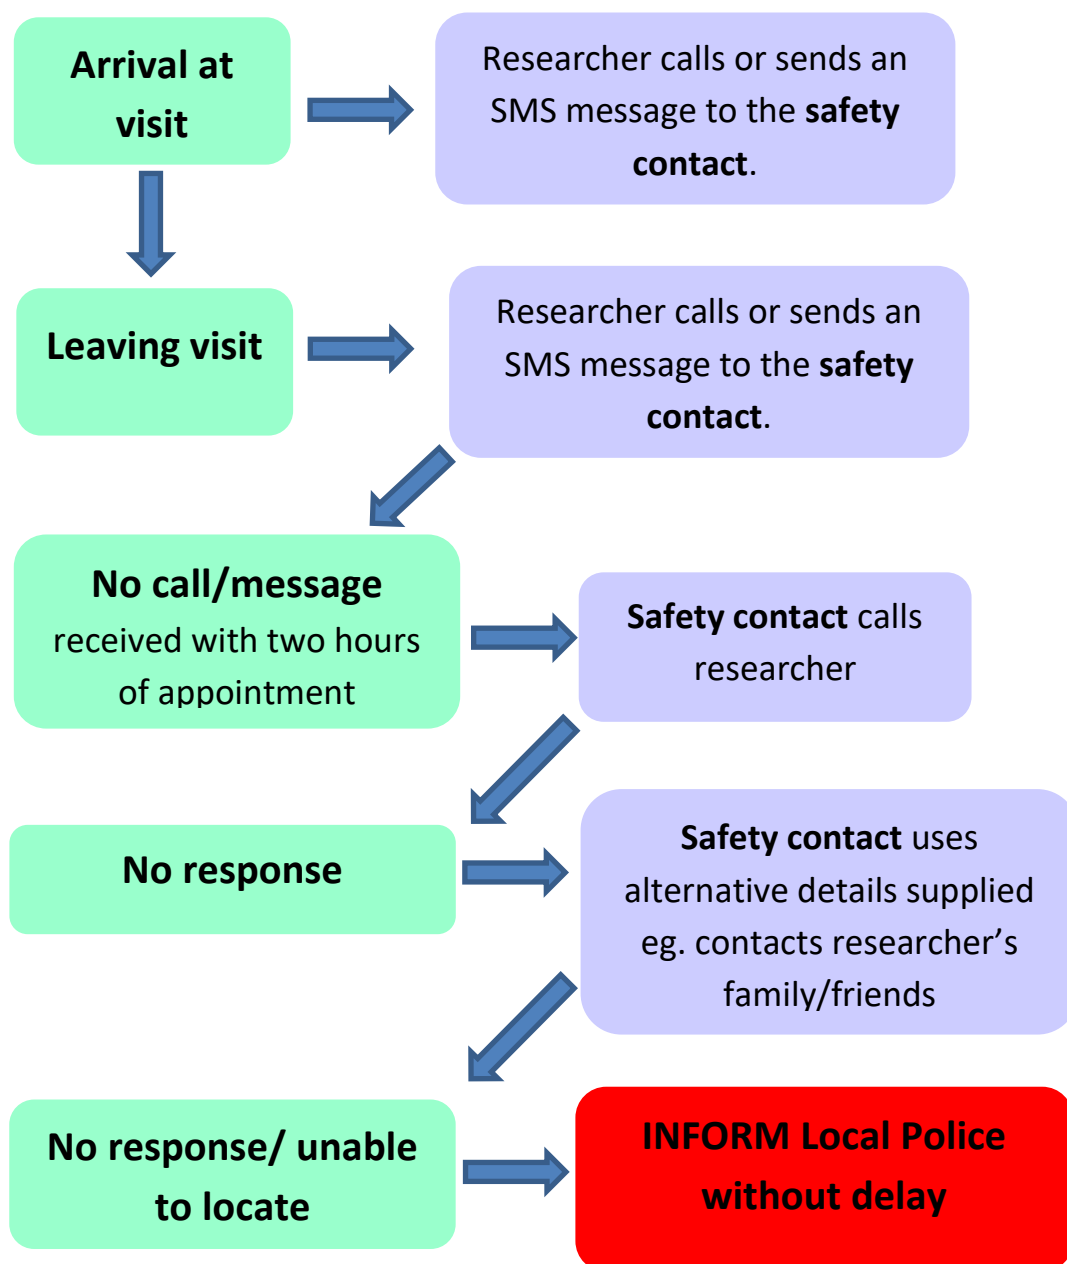 Arrival at
visit
Researcher calls or sends an
SMS message to the safety
contact.
Leaving visit
Researcher calls or sends an
SMS message to the safety
contact.
No call/message
received with two hours
of appointment
Safety contact calls
researcher
No response
Safety contact uses
alternative details supplied
eg. contacts researcher’s
family/friends
No response/ unable
to locate
INFORM Local Police
without delay